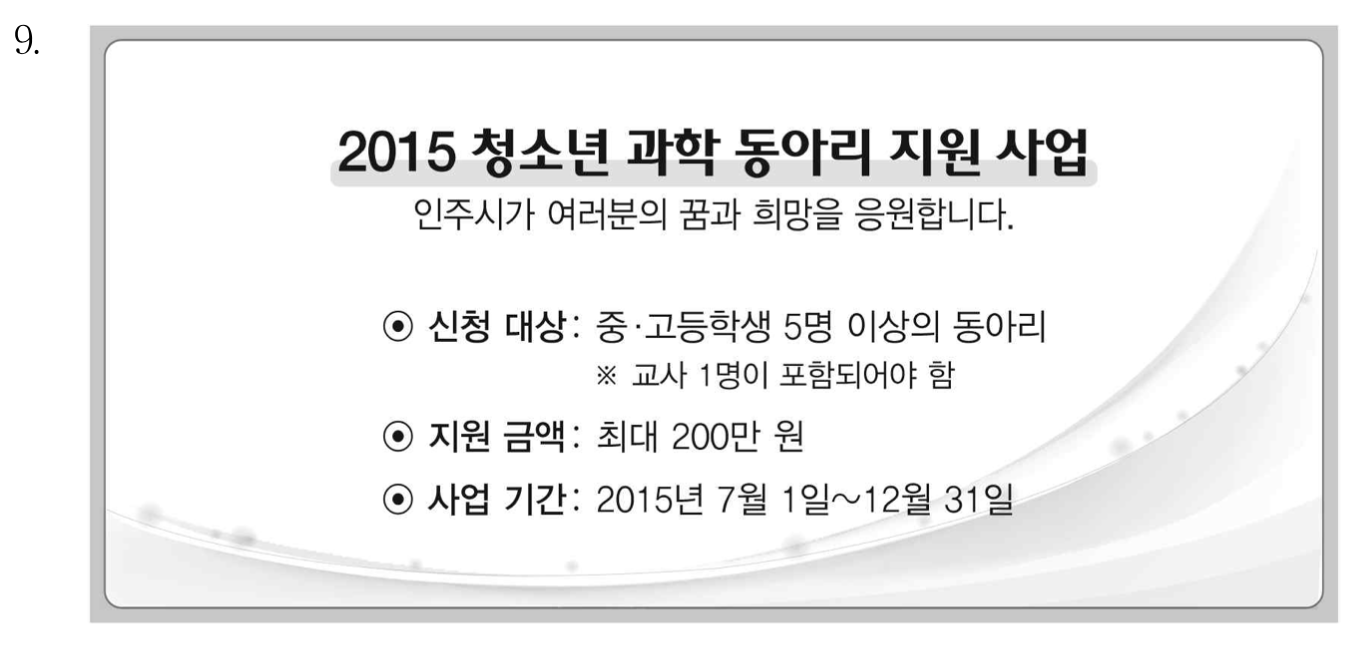 9.
2015 청소년 과학 동아리 지원 사업
인주시가 여러분의 꿈과 희망을 응원합니다.
⊙ 신청 대상: 중·고등학생 5명 이상의 동아리
※ 교사 1명이 포함되어야 함
⊙ 지원 금액: 최대 200만 원
⊙ 사업 기간: 2015년 7월 1일~12월 31일